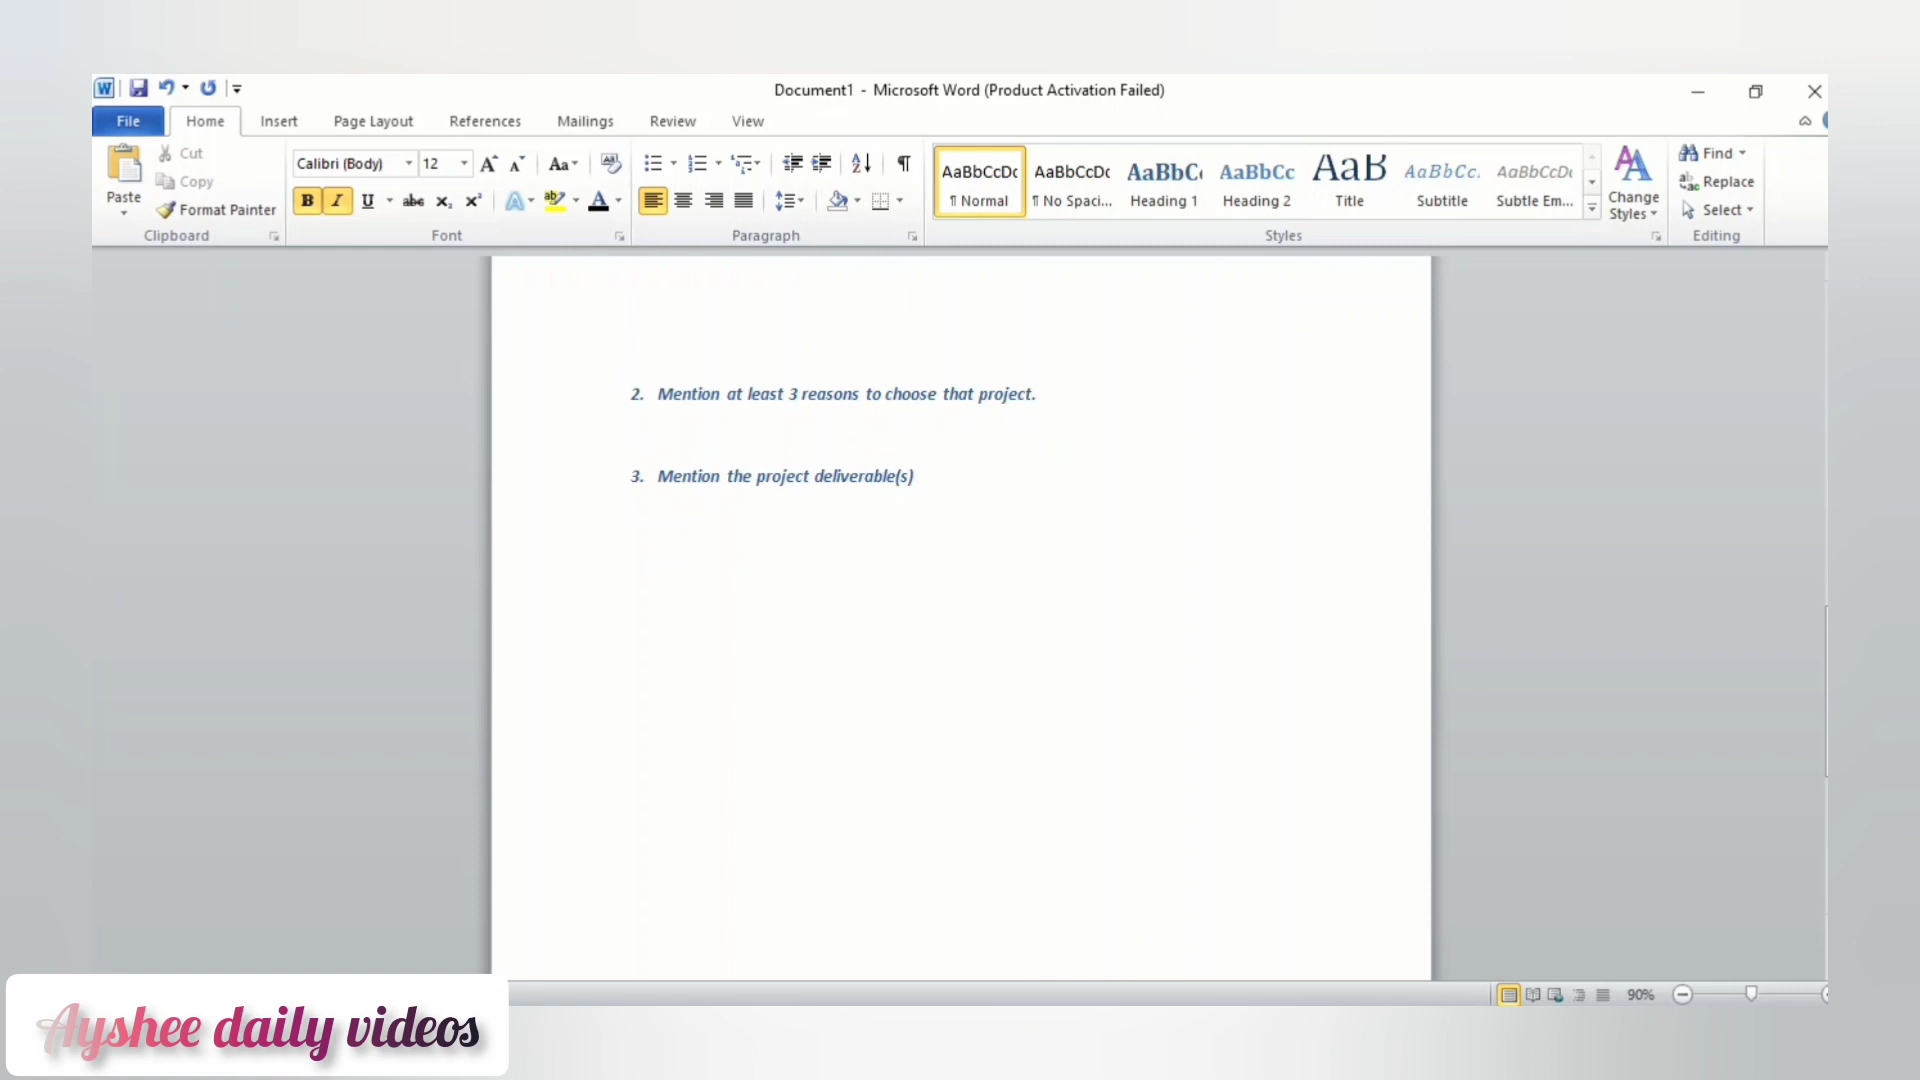 Document1 - Microsoft Word (Product Activation Failed)
File Home Insert Page Layout References Mailings Review View
Paste
Cut
Copy
Format Painter
Clipboard
Calibri (Body) 12
Font
Paragraph
AaBbCcDc AaBbCcDc AaBbC AaBbCc AaB AaBbCc. AaBbCcDc
¶ Normal ¶ No Spaci... Heading 1 Heading 2 Title Subtitle Subtle Em...
Change
Styles
Styles
Find
Replace
Select
Editing
2. Mention at least 3 reasons to choose that project.
3. Mention the project deliverable(s)
90%
Ayshee daily videos